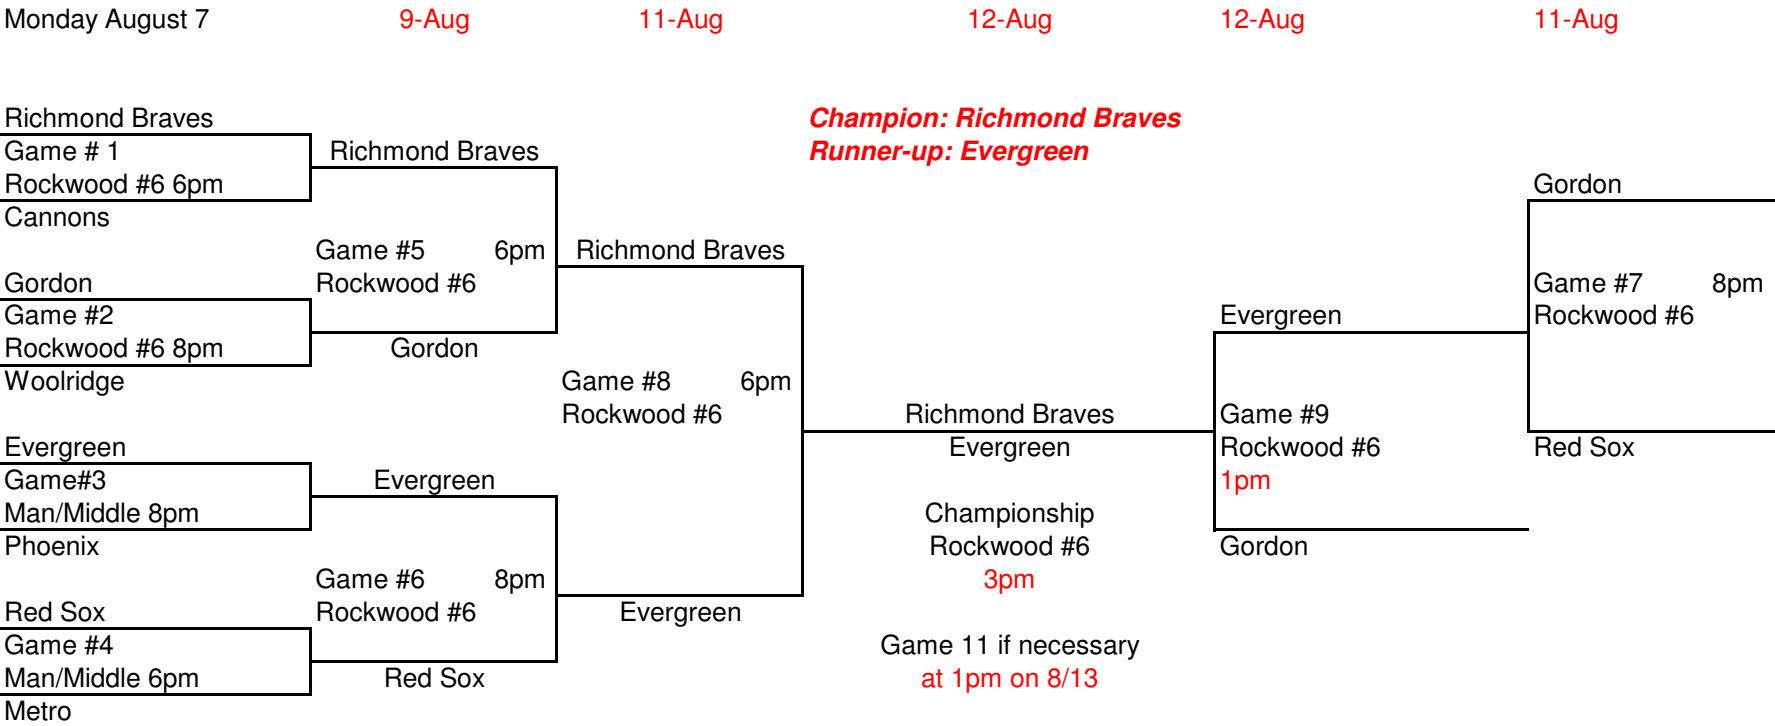 Monday August 7 9-Aug 11-Aug 12-Aug 12-Aug 11-Aug
Richmond Braves Champion: Richmond Braves
Game # 1 Richmond Braves Runner-up: Evergreen
Rockwood #6 6pm Gordon
Cannons
Game #5 6pm Richmond Braves
Gordon Rockwood #6 Game #7 8pm
Game #2 Evergreen Rockwood #6
Rockwood #6 8pm Gordon
Woolridge Game #8 6pm
Rockwood #6 Richmond Braves Game #9
Evergreen Evergreen Rockwood #6 Red Sox
Game#3 Evergreen 1pm
Man/Middle 8pm Championship
Phoenix Rockwood #6 Gordon
Game #6 8pm 3pm
Red Sox Rockwood #6 Evergreen
Game #4 Game 11 if necessary
Man/Middle 6pm Red Sox at 1pm on 8/13
Metro